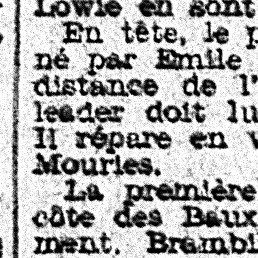 Lowie en sont
En tête, le p
né par Emile
distance de l'
leader doit lu
Il répare en v
Mouriès.
La première
côte des Baux
ment. Brambi